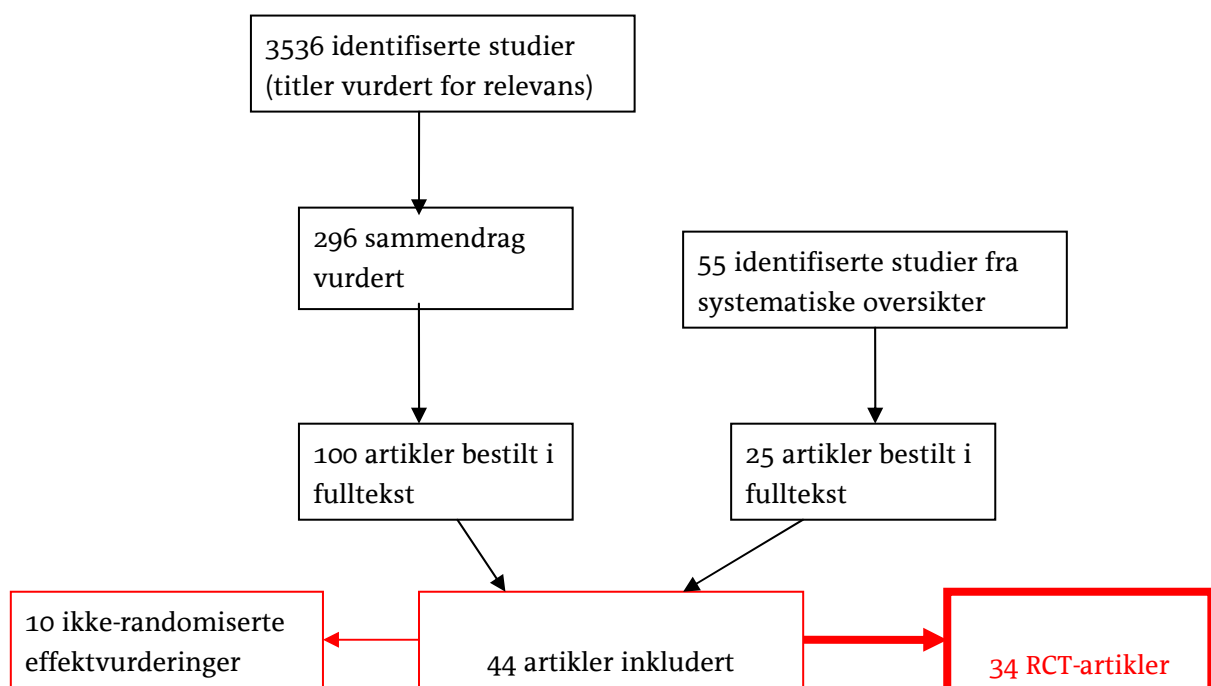 3536 identifiserte studier
(titler vurdert for relevans)
296 sammendrag
vurdert
55 identifiserte studier fra
systematiske oversikter
100 artikler bestilt i
fulltekst
25 artikler bestilt i
fulltekst
10 ikke-randomiserte
effektvurderinger
44 artikler inkludert
34 RCT-artikler